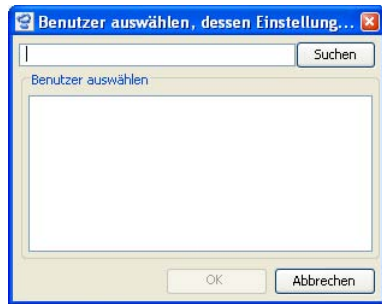 Benutzer auswählen, dessen Einstellung...
Suchen
Benutzer auswählen
OK
Abbrechen